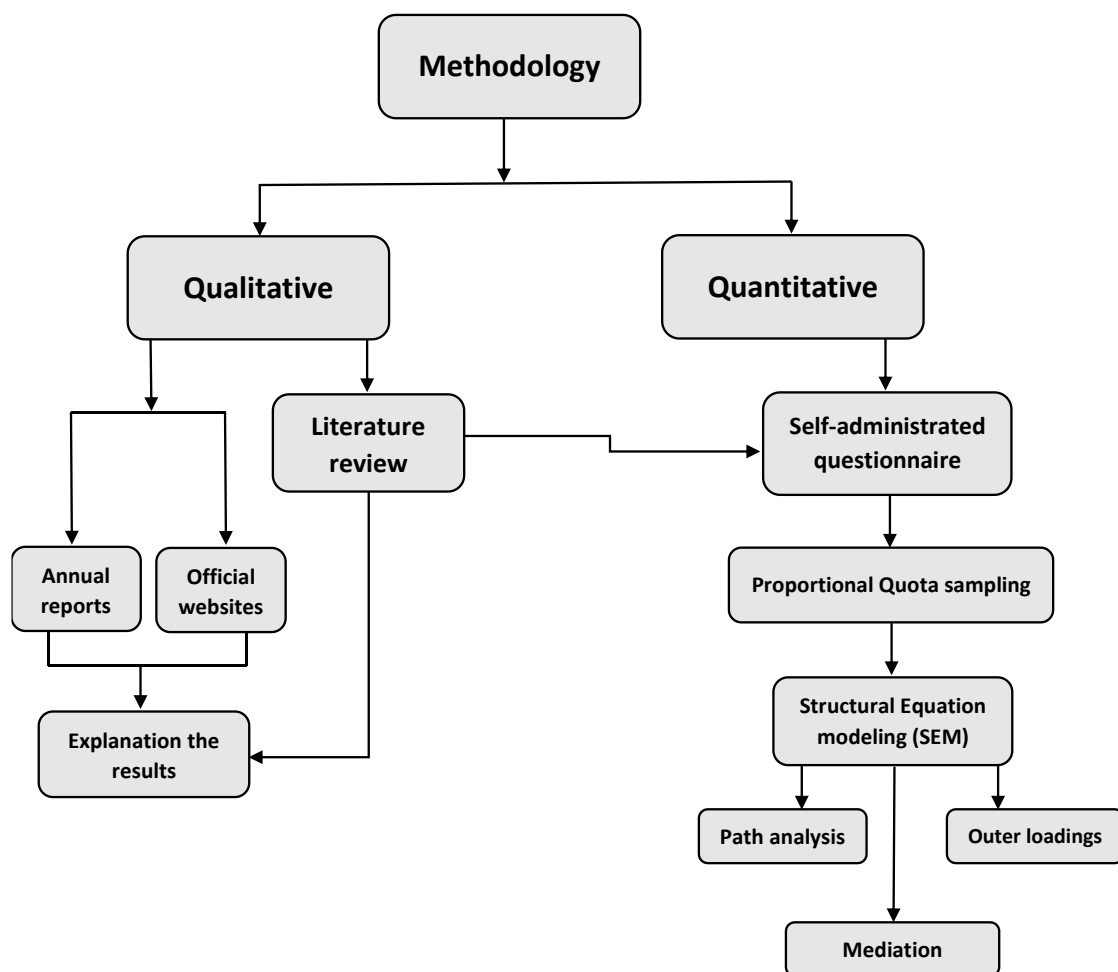 Methodology
Qualitative
Quantitative
Literature
review
Self-administrated
questionnaire
Annual
reports
Official
websites
Proportional Quota sampling
Explanation the
results
Structural Equation
modeling (SEM)
Path analysis
Outer loadings
Mediation